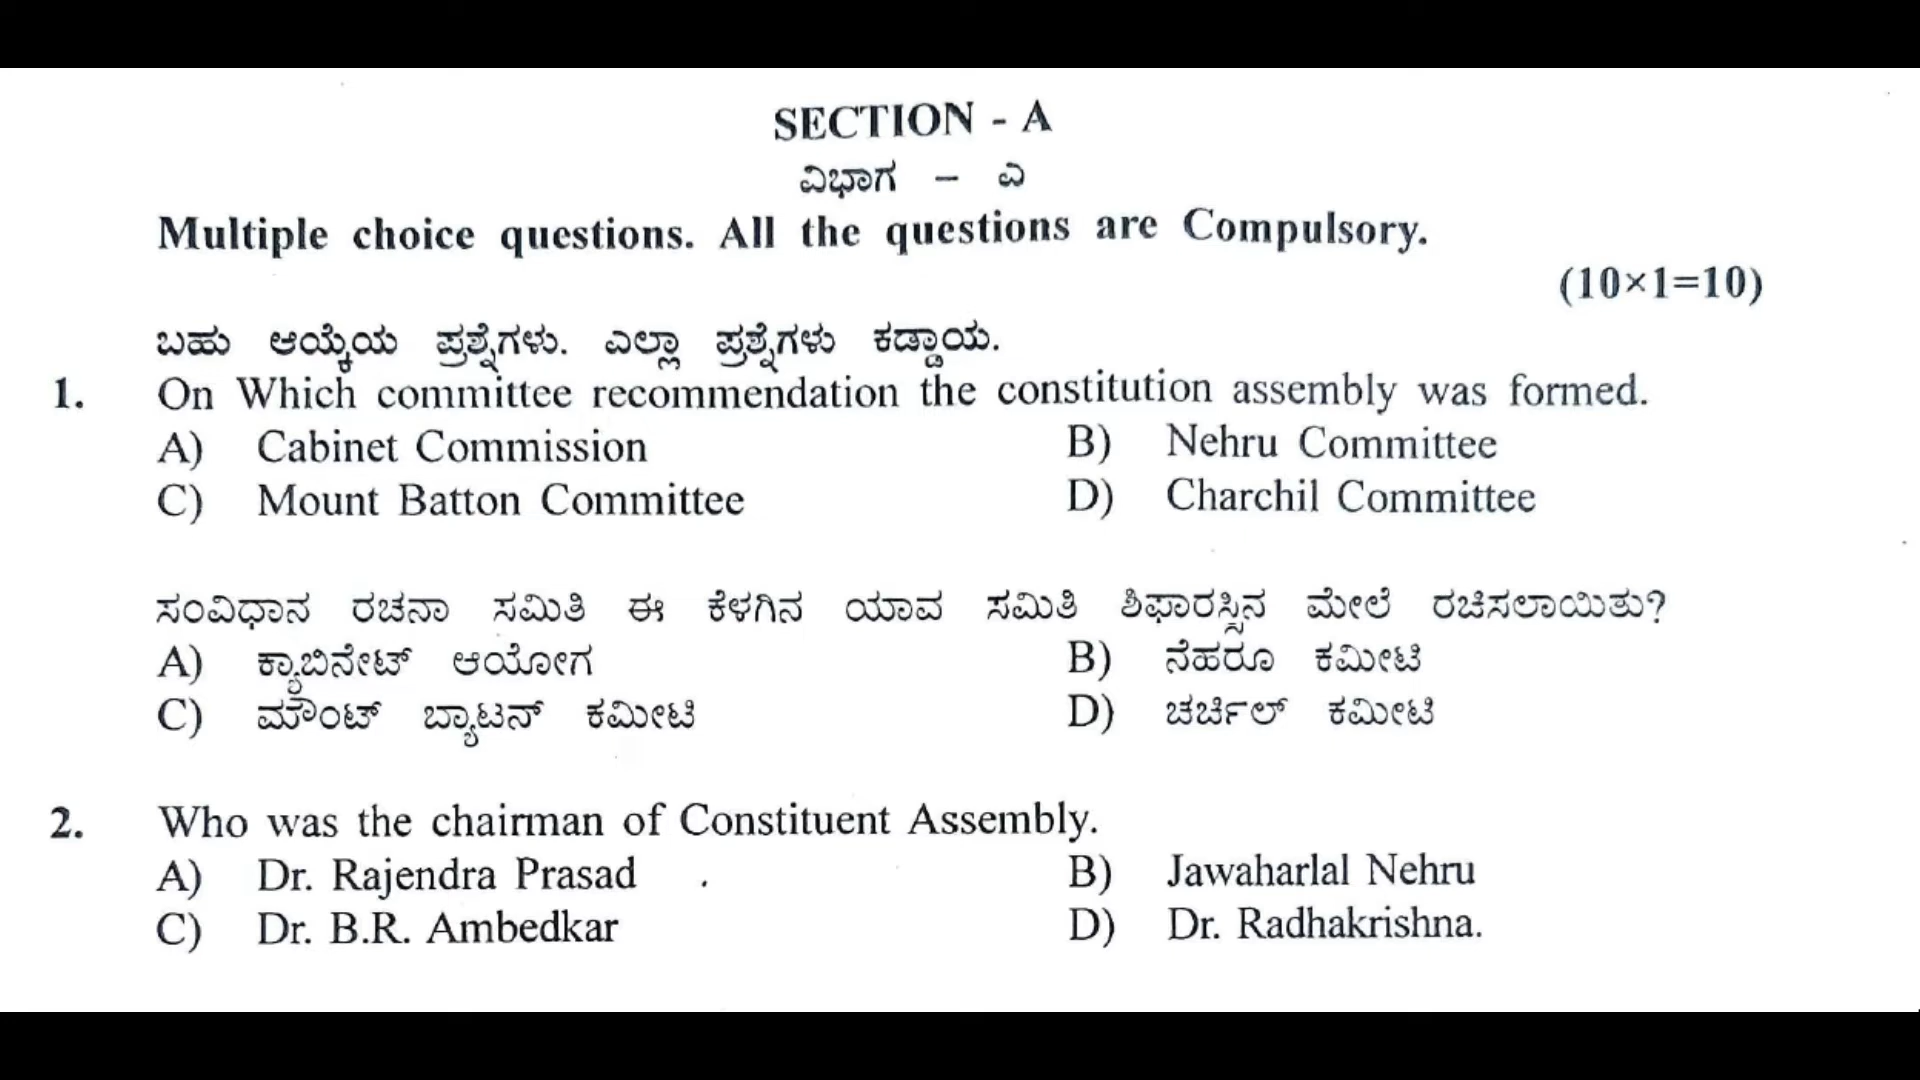 SECTION - A
ವಿಭಾಗ – ಎ
Multiple choice questions. All the questions are Compulsory.
(10×1=10)
ಬಹು ಆಯ್ಕೆಯ ಪ್ರಶ್ನೆಗಳು. ಎಲ್ಲಾ ಪ್ರಶ್ನೆಗಳು ಕಡ್ಡಾಯ.
1. On Which committee recommendation the constitution assembly was formed.
A) Cabinet Commission B) Nehru Committee
C) Mount Batton Committee D) Charchil Committee
ಸಂವಿಧಾನ ರಚನಾ ಸಮಿತಿ ಈ ಕೆಳಗಿನ ಯಾವ ಸಮಿತಿ ಶಿಫಾರಸ್ಸಿನ ಮೇಲೆ ರಚಿಸಲಾಯಿತು?
A) ಕ್ಯಾಬಿನೇಟ್ ಆಯೋಗ B) ನೆಹರೂ ಕಮೀಟಿ
C) ಮೌಂಟ್ ಬ್ಯಾಟನ್ ಕಮೀಟಿ D) ಚರ್ಚಿಲ್ ಕಮೀಟಿ
2. Who was the chairman of Constituent Assembly.
A) Dr. Rajendra Prasad B) Jawaharlal Nehru
C) Dr. B.R. Ambedkar D) Dr. Radhakrishna.